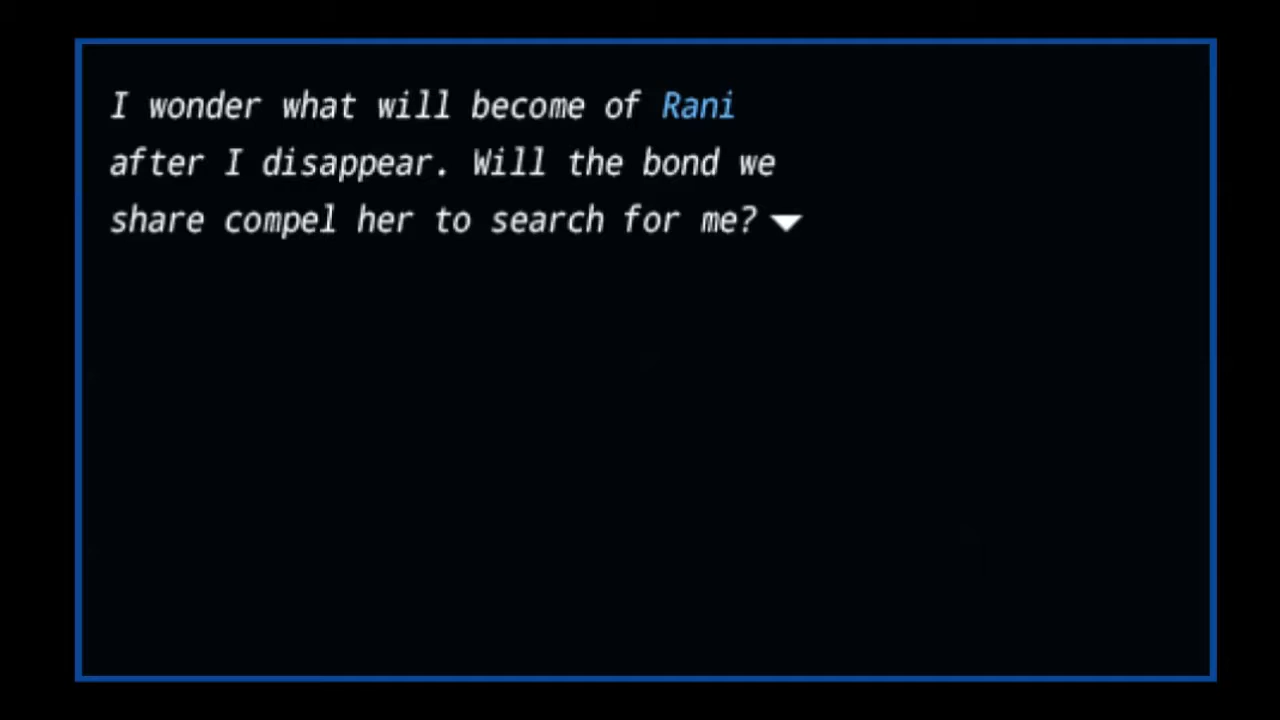 I wonder what will become of Rani
after I disappear. Will the bond we
share compel her to search for me?